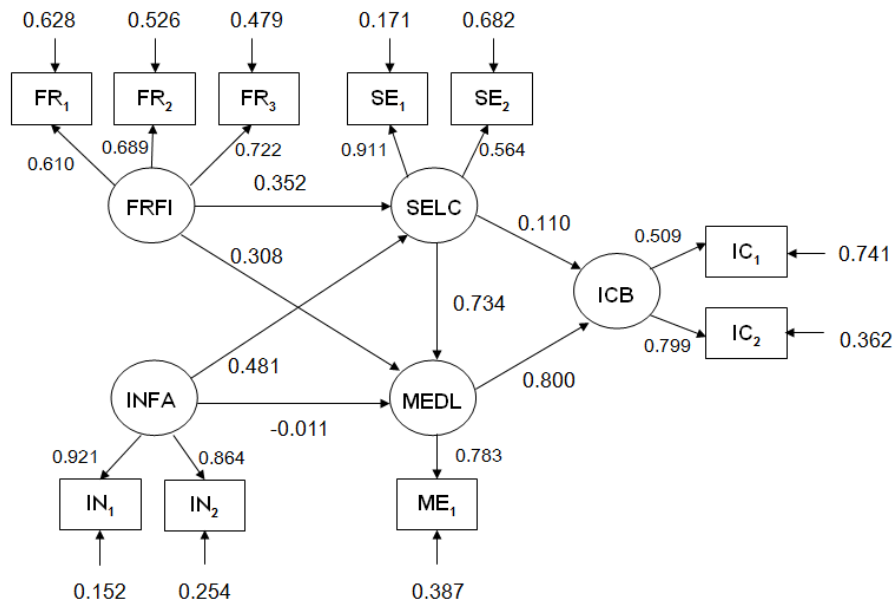 0.628 0.526 0.479 0.171 0.682
FR₁ FR₂ FR₃ SE₁ SE₂
0.610 0.689 0.722 0.911 0.564
FRFI 0.352 SELC
0.110
0.308
0.509 IC₁ 0.741
ICB
0.734
0.799 IC₂ 0.362
0.481
0.800
INFA -0.011 MEDL
0.921 0.864 0.783
IN₁ IN₂ ME₁
0.152 0.254 0.387